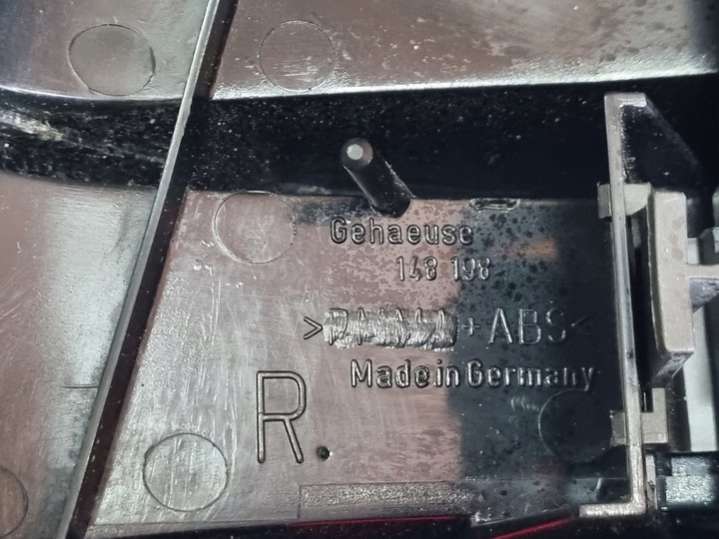 Gehaeuse
148 198
> + ABS<
Made in Germany
R.